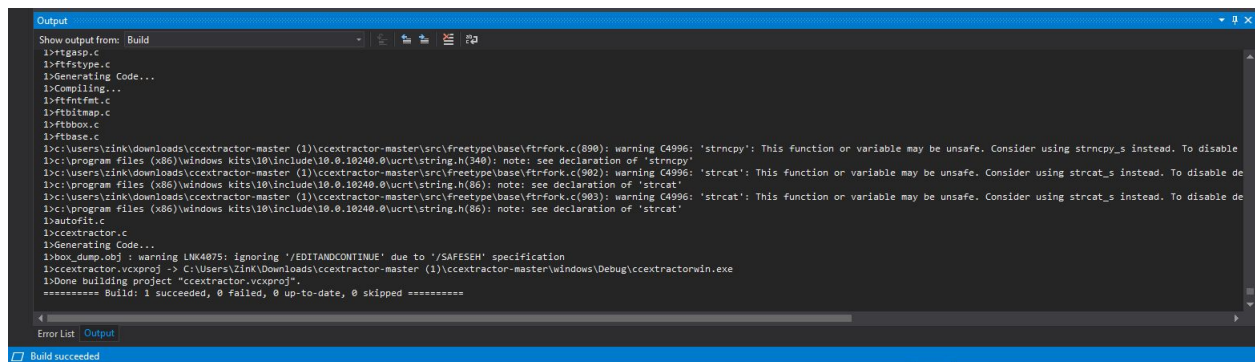 Output
Show output from: Build
1>ftgasp.c
1>ftfstype.c
1>Generating Code...
1>Compiling...
1>ftfntfmt.c
1>ftbitmap.c
1>ftbbox.c
1>ftbase.c
1>c:\users\zink\downloads\ccextractor-master (1)\ccextractor-master\src\freetype\base\ftrfork.c(890): warning C4996: 'strncpy': This function or variable may be unsafe. Consider using strncpy_s instead. To disable
1>c:\program files (x86)\windows kits\10\include\10.0.10240.0\ucrt\string.h(340): note: see declaration of 'strncpy'
1>c:\users\zink\downloads\ccextractor-master (1)\ccextractor-master\src\freetype\base\ftrfork.c(902): warning C4996: 'strcat': This function or variable may be unsafe. Consider using strcat_s instead. To disable de
1>c:\program files (x86)\windows kits\10\include\10.0.10240.0\ucrt\string.h(86): note: see declaration of 'strcat'
1>c:\users\zink\downloads\ccextractor-master (1)\ccextractor-master\src\freetype\base\ftrfork.c(903): warning C4996: 'strcat': This function or variable may be unsafe. Consider using strcat_s instead. To disable de
1>c:\program files (x86)\windows kits\10\include\10.0.10240.0\ucrt\string.h(86): note: see declaration of 'strcat'
1>autofit.c
1>ccextractor.c
1>Generating Code...
1>box_dump.obj : warning LNK4075: ignoring '/EDITANDCONTINUE' due to '/SAFESEH' specification
1>ccextractor.vcxproj -> C:\Users\ZinK\Downloads\ccextractor-master (1)\ccextractor-master\windows\Debug\ccextractorwin.exe
1>Done building project "ccextractor.vcxproj".
========== Build: 1 succeeded, 0 failed, 0 up-to-date, 0 skipped ==========
Error List Output
Build succeeded